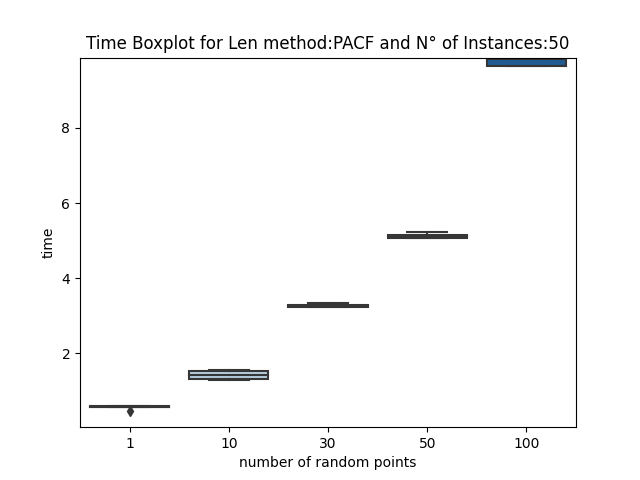 Time Boxplot for Len method:PACF and N° of Instances:50
8
6
4
2
time
1 10 30 50 100
number of random points